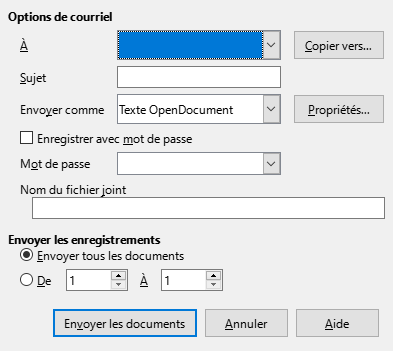 Options de courriel
À Copier vers...
Sujet
Envoyer comme Texte OpenDocument Propriétés...
Enregistrer avec mot de passe
Mot de passe
Nom du fichier joint
Envoyer les enregistrements
Envoyer tous les documents
De 1 À 1
Envoyer les documents Annuler Aide